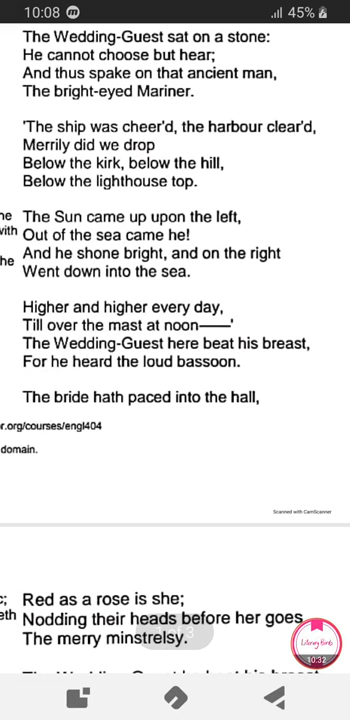 10:08 m 45%
The Wedding-Guest sat on a stone:
He cannot choose but hear;
And thus spake on that ancient man,
The bright-eyed Mariner.
'The ship was cheer'd, the harbour clear'd,
Merrily did we drop
Below the kirk, below the hill,
Below the lighthouse top.
The Sun came up upon the left,
Out of the sea came he!
And he shone bright, and on the right
Went down into the sea.
Higher and higher every day,
Till over the mast at noon——'
The Wedding-Guest here beat his breast,
For he heard the loud bassoon.
The bride hath paced into the hall,
r.org/courses/engl404
domain.
Scanned with CamScanner
Red as a rose is she;
Nodding their heads before her goes
The merry minstrelsy.
Literary Birds
10:32